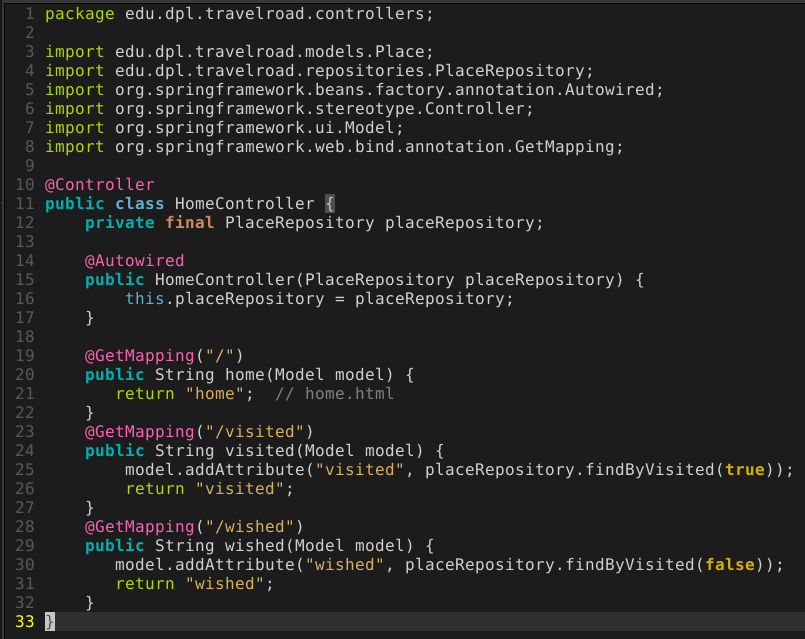 1 package edu.dpl.travelroad.controllers;
2
3 import edu.dpl.travelroad.models.Place;
4 import edu.dpl.travelroad.repositories.PlaceRepository;
5 import org.springframework.beans.factory.annotation.Autowired;
6 import org.springframework.stereotype.Controller;
7 import org.springframework.ui.Model;
8 import org.springframework.web.bind.annotation.GetMapping;
9
10 @Controller
11 public class HomeController {
12     private final PlaceRepository placeRepository;
13
14     @Autowired
15     public HomeController(PlaceRepository placeRepository) {
16         this.placeRepository = placeRepository;
17     }
18
19     @GetMapping("/")
20     public String home(Model model) {
21        return "home";  // home.html
22     }
23     @GetMapping("/visited")
24     public String visited(Model model) {
25         model.addAttribute("visited", placeRepository.findByVisited(true));
26         return "visited";
27     }
28     @GetMapping("/wished")
29     public String wished(Model model) {
30        model.addAttribute("wished", placeRepository.findByVisited(false));
31        return "wished";
32     }
33 }